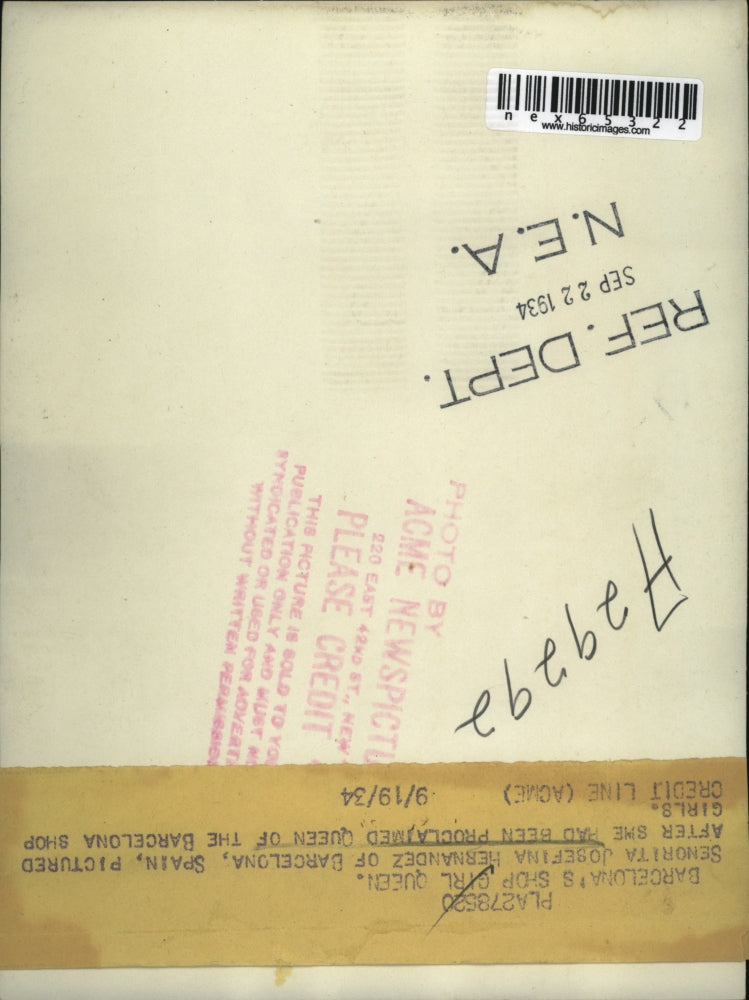 nex65322
www.historicimages.com
N.E.A.
SEP 22 1934
REF. DEPT.
PHOTO BY
ACME NEWSPICTU
220 EAST 42ND ST., NEW
PLEASE CREDIT
THIS PICTURE IS SOLD TO YOU
PUBLICATION ONLY AND MUST NO
SYNDICATED OR USED FOR ADVERTI
WITHOUT WRITTEN PERMISSION
PLA278520
BARCELONA'S SHOP GIRL QUEEN.
SENORITA JOSEFINA HERNANDEZ OF BARCELONA, SPAIN, PICTURED
AFTER SHE HAD BEEN PROCLAIMED QUEEN OF THE BARCELONA SHOP
GIRLS.
CREDIT LINE (ACME) 9/19/34